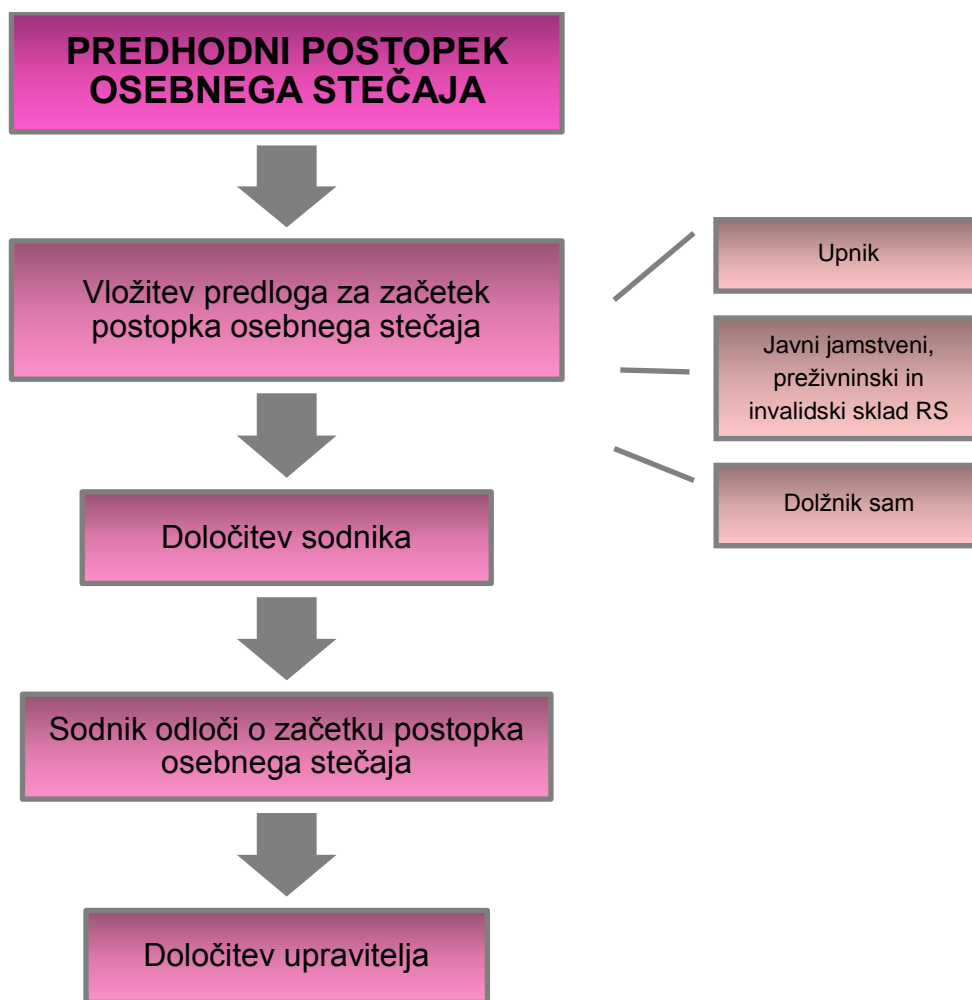 PREDHODNI POSTOPEK
OSEBNEGA STEČAJA
Vložitev predloga za začetek
postopka osebnega stečaja
Upnik
Javni jamstveni,
preživninski in
invalidski sklad RS
Dolžnik sam
Določitev sodnika
Sodnik odloči o začetku postopka
osebnega stečaja
Določitev upravitelja